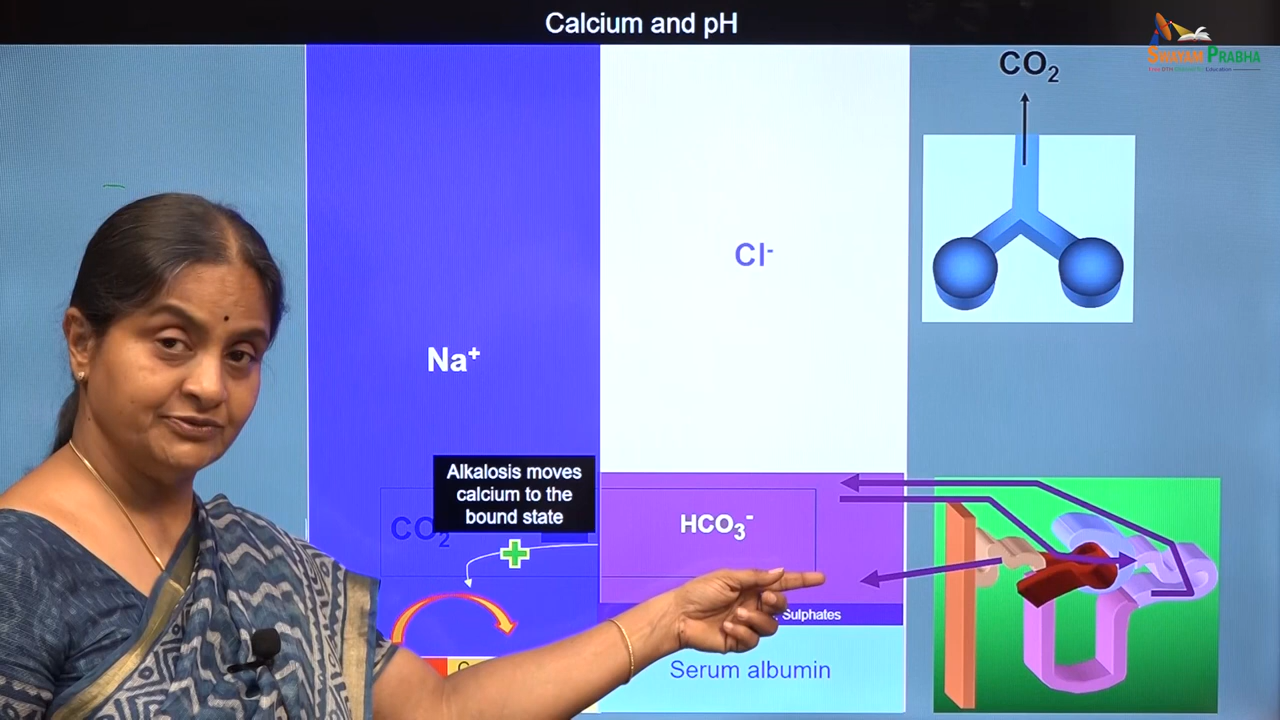 Calcium and pH
SWAYAM PRABHA
CO₂
Cl⁻
Na⁺
Alkalosis moves
calcium to the
bound state
CO₂
HCO₃⁻
Sulphates
Serum albumin